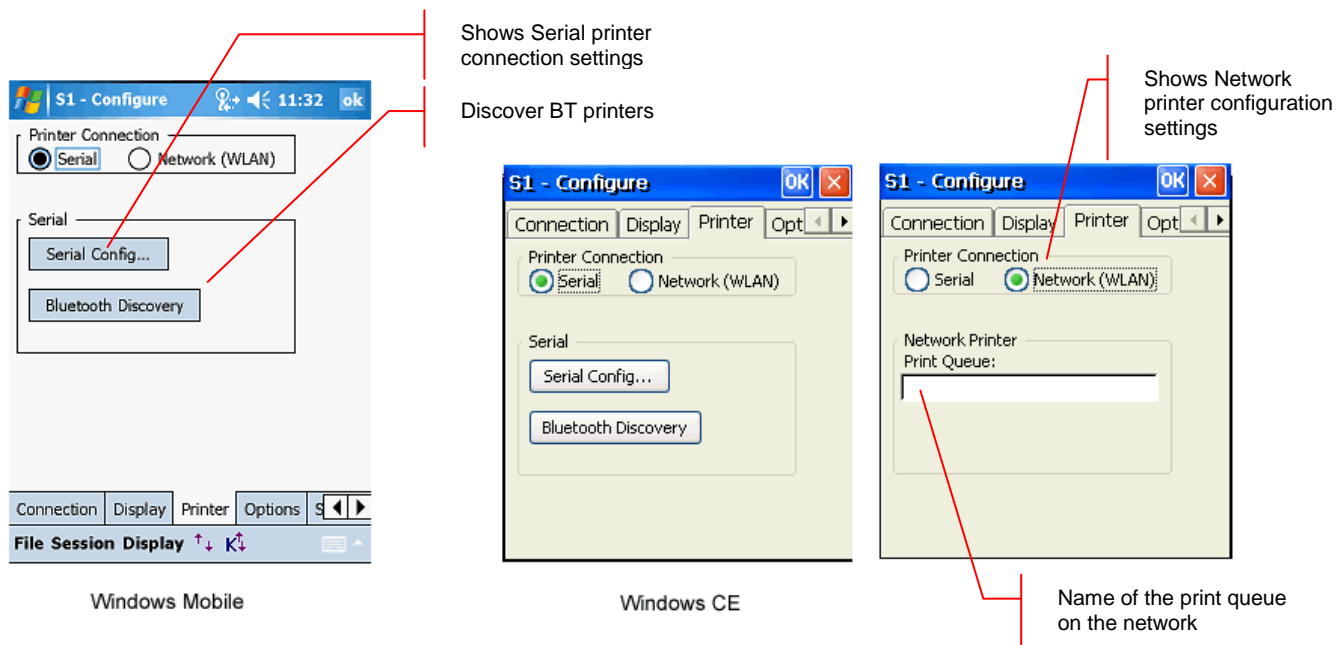 Shows Serial printer
connection settings
Discover BT printers
Shows Network
printer configuration
settings
S1 - Configure 11:32 ok
Printer Connection
Serial Network (WLAN)
Serial
Serial Config...
Bluetooth Discovery
Connection Display Printer Options S
File Session Display K
Windows Mobile
S1 - Configure OK
Connection Display Printer Opt
Printer Connection
Serial Network (WLAN)
Serial
Serial Config...
Bluetooth Discovery
Windows CE
S1 - Configure OK
Connection Display Printer Opt
Printer Connection
Serial Network (WLAN)
Network Printer
Print Queue:
Name of the print queue
on the network